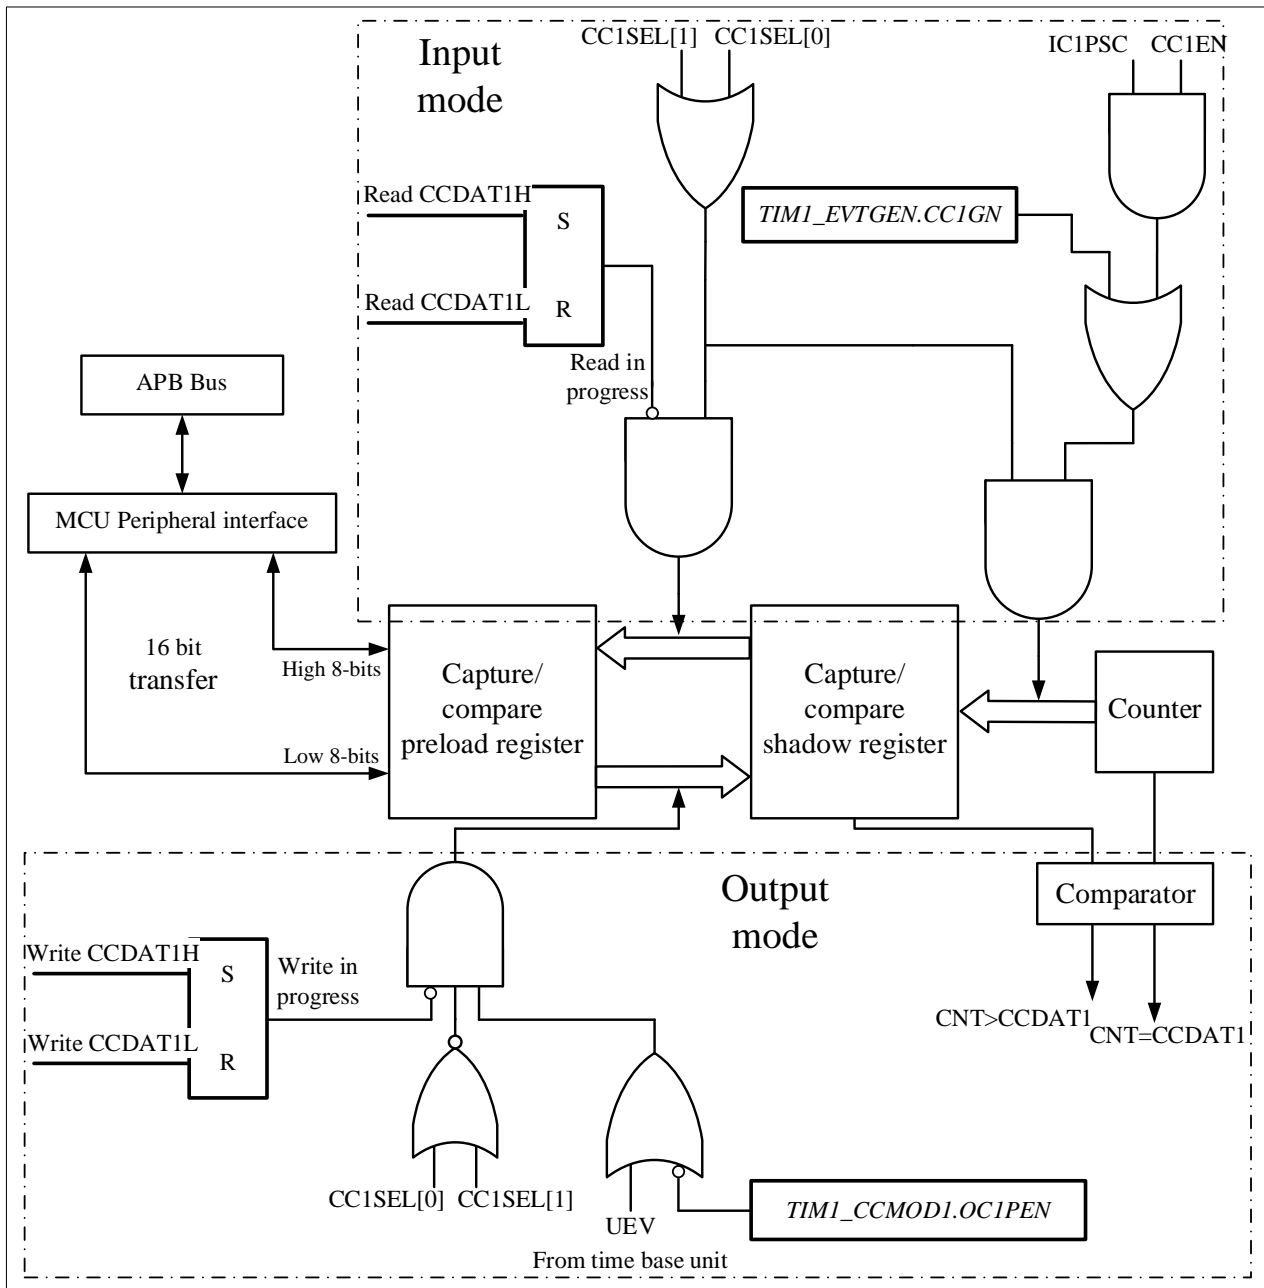 Input
mode
CC1SEL[1]
CC1SEL[0]
IC1PSC
CC1EN
Read CCDAT1H
S
TIM1_EVTGEN.CC1GN
Read CCDAT1L
R
Read in
progress
APB Bus
MCU Peripheral interface
16 bit
transfer
High 8-bits
Low 8-bits
Capture/
compare
preload register
Capture/
compare
shadow register
Counter
Output
mode
Comparator
Write CCDAT1H
S
Write in
progress
Write CCDAT1L
R
CNT>CCDAT1
CNT=CCDAT1
CC1SEL[0]
CC1SEL[1]
UEV
TIM1_CCMOD1.OC1PEN
From time base unit